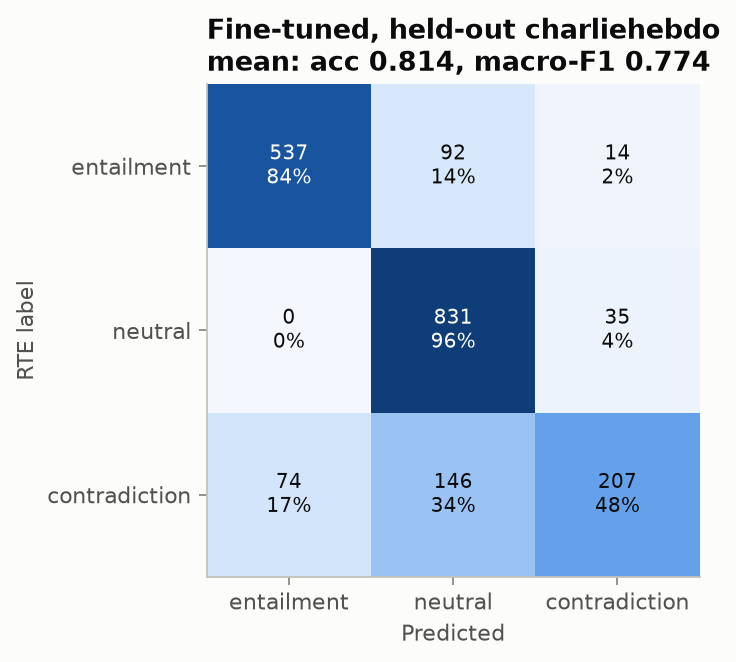 Fine-tuned, held-out charliehebdo
mean: acc 0.814, macro-F1 0.774
RTE label
entailment
537
84%
92
14%
14
2%
neutral
0
0%
831
96%
35
4%
contradiction
74
17%
146
34%
207
48%
entailment
neutral
contradiction
Predicted